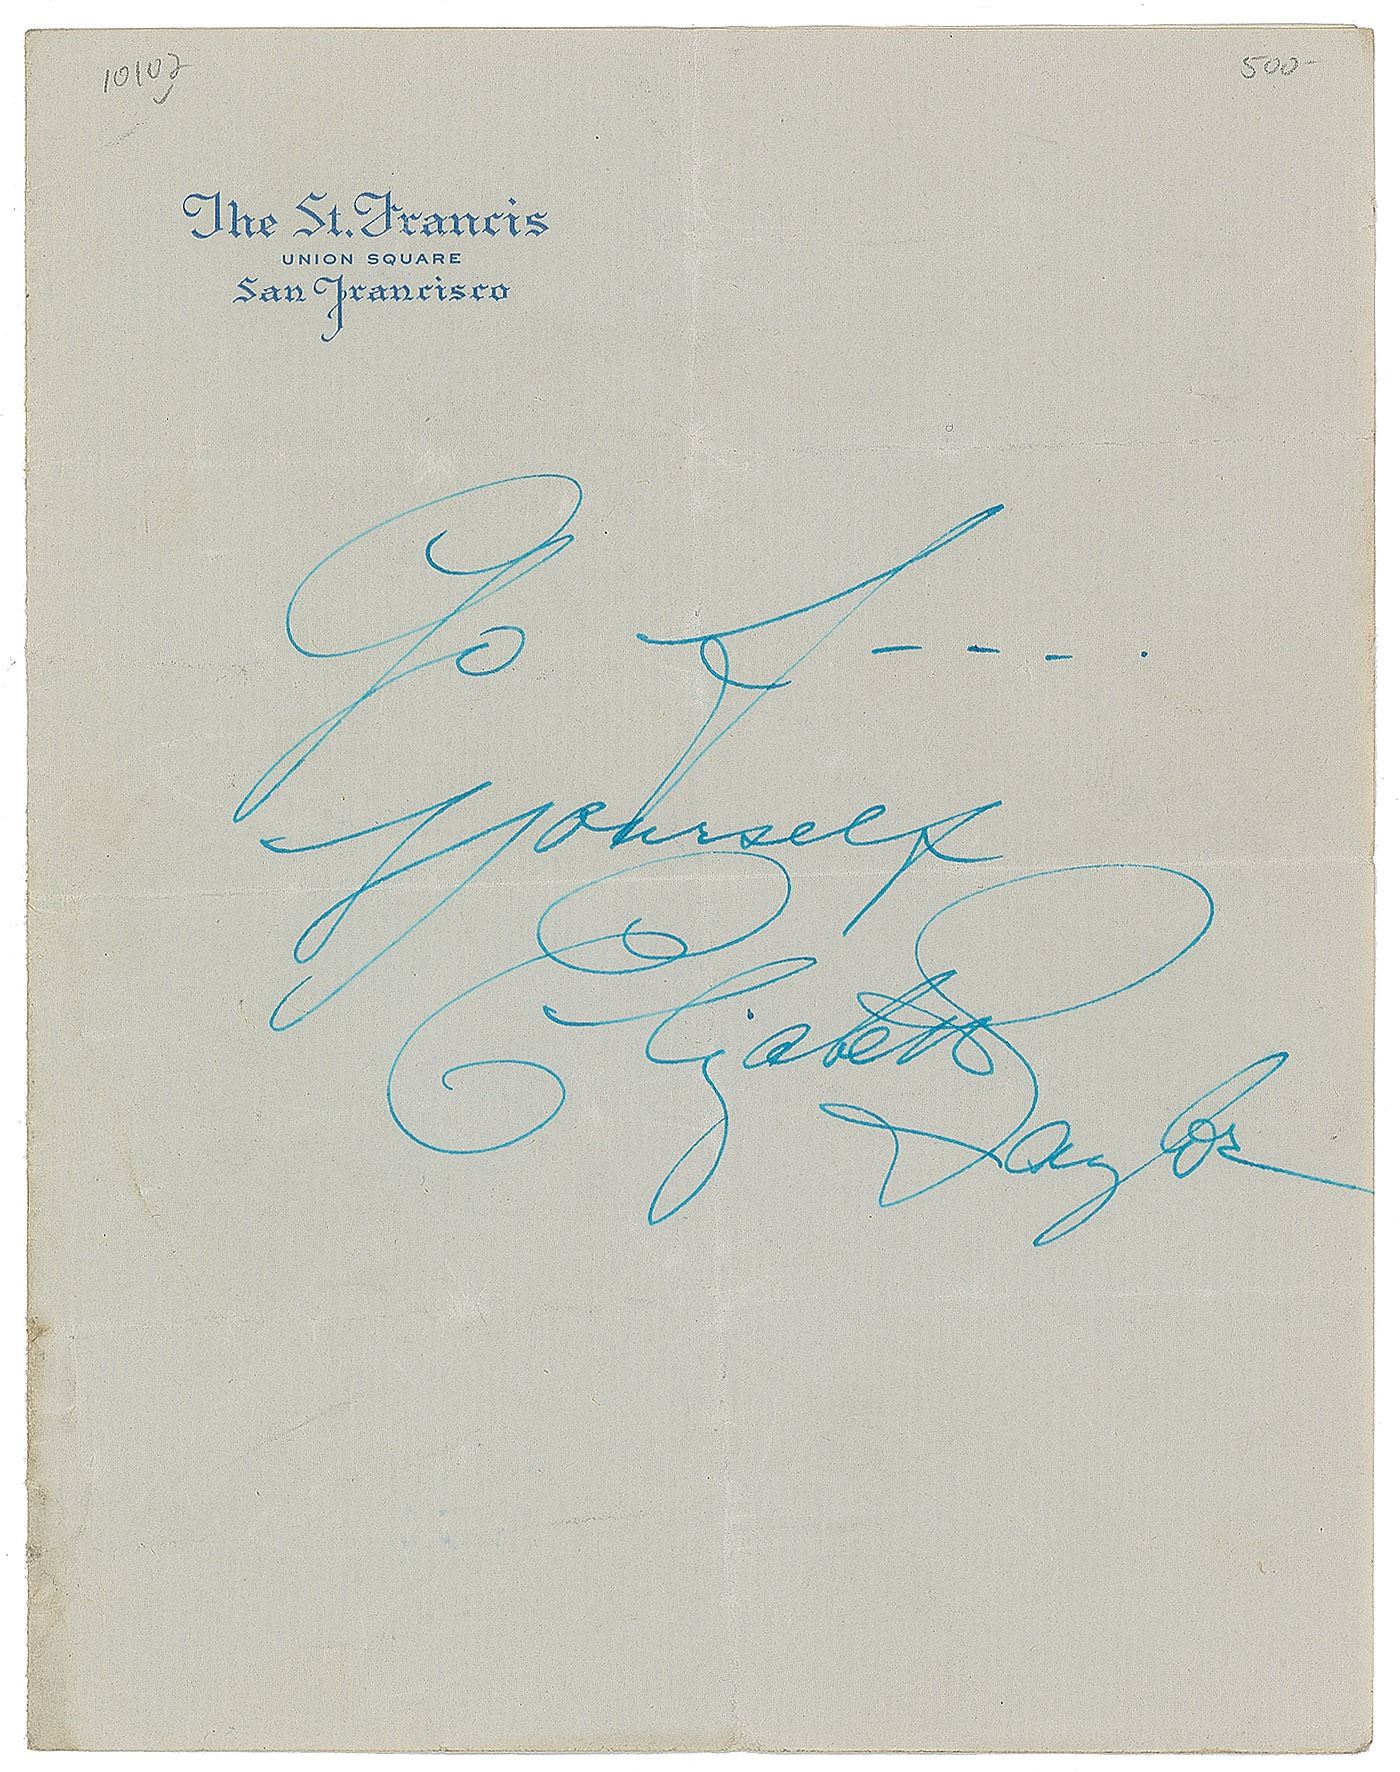 10107 500-
The St. Francis
UNION SQUARE
San Francisco
Go F - - - .
yourself
Elizabeth
Taylor